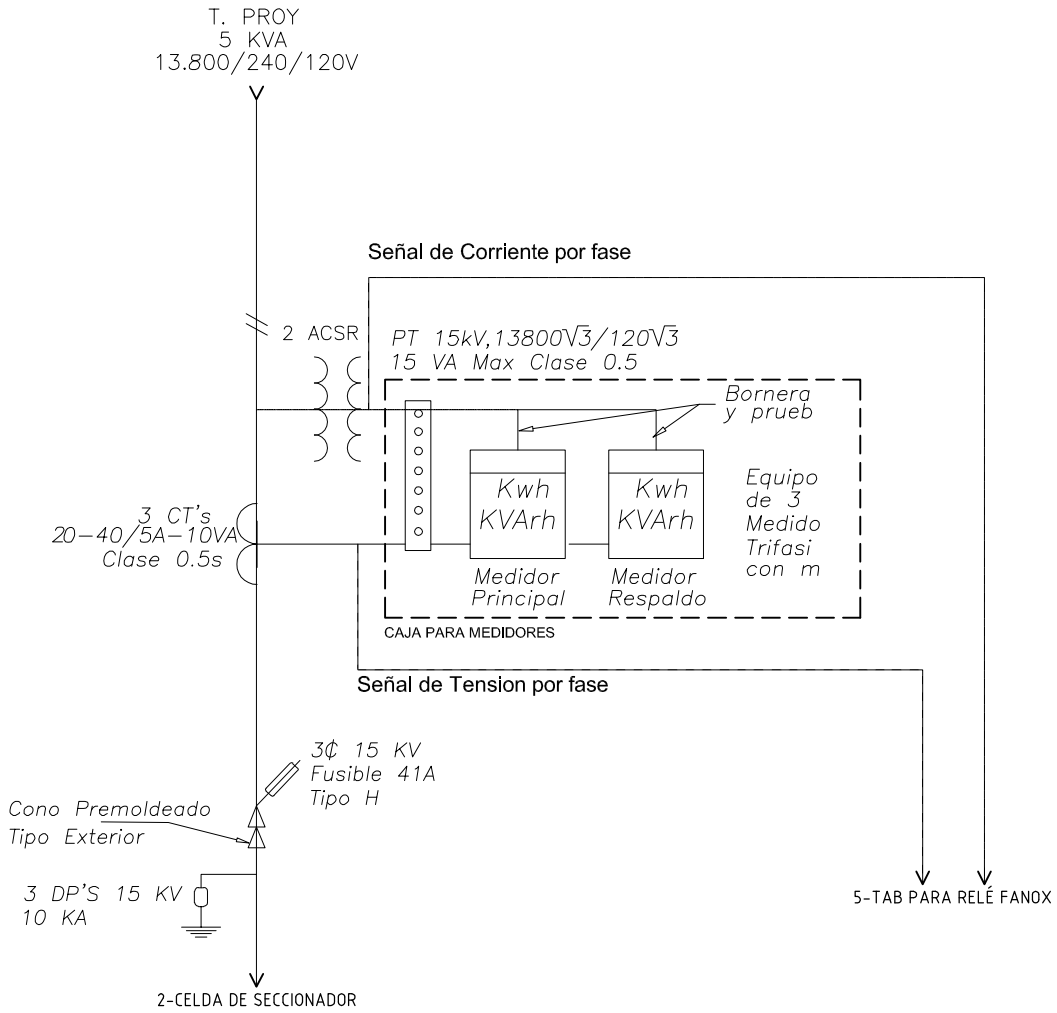 T. PROY
5 KVA
13.800/240/120V
Señal de Corriente por fase
2 ACSR
PT 15kV,13800√3/120√3
15 VA Max Clase 0.5
Bornera
y prueb
Kwh
KVArh
Kwh
KVArh
Equipo
de 3
Medido
Trifasi
con m
3 CT's
20-40/5A-10VA
Clase 0.5s
Medidor
Principal
Medidor
Respaldo
CAJA PARA MEDIDORES
Señal de Tension por fase
3₵ 15 KV
Fusible 41A
Tipo H
Cono Premoldeado
Tipo Exterior
3 DP'S 15 KV
10 KA
5-TAB PARA RELÉ FANOX
2-CELDA DE SECCIONADOR